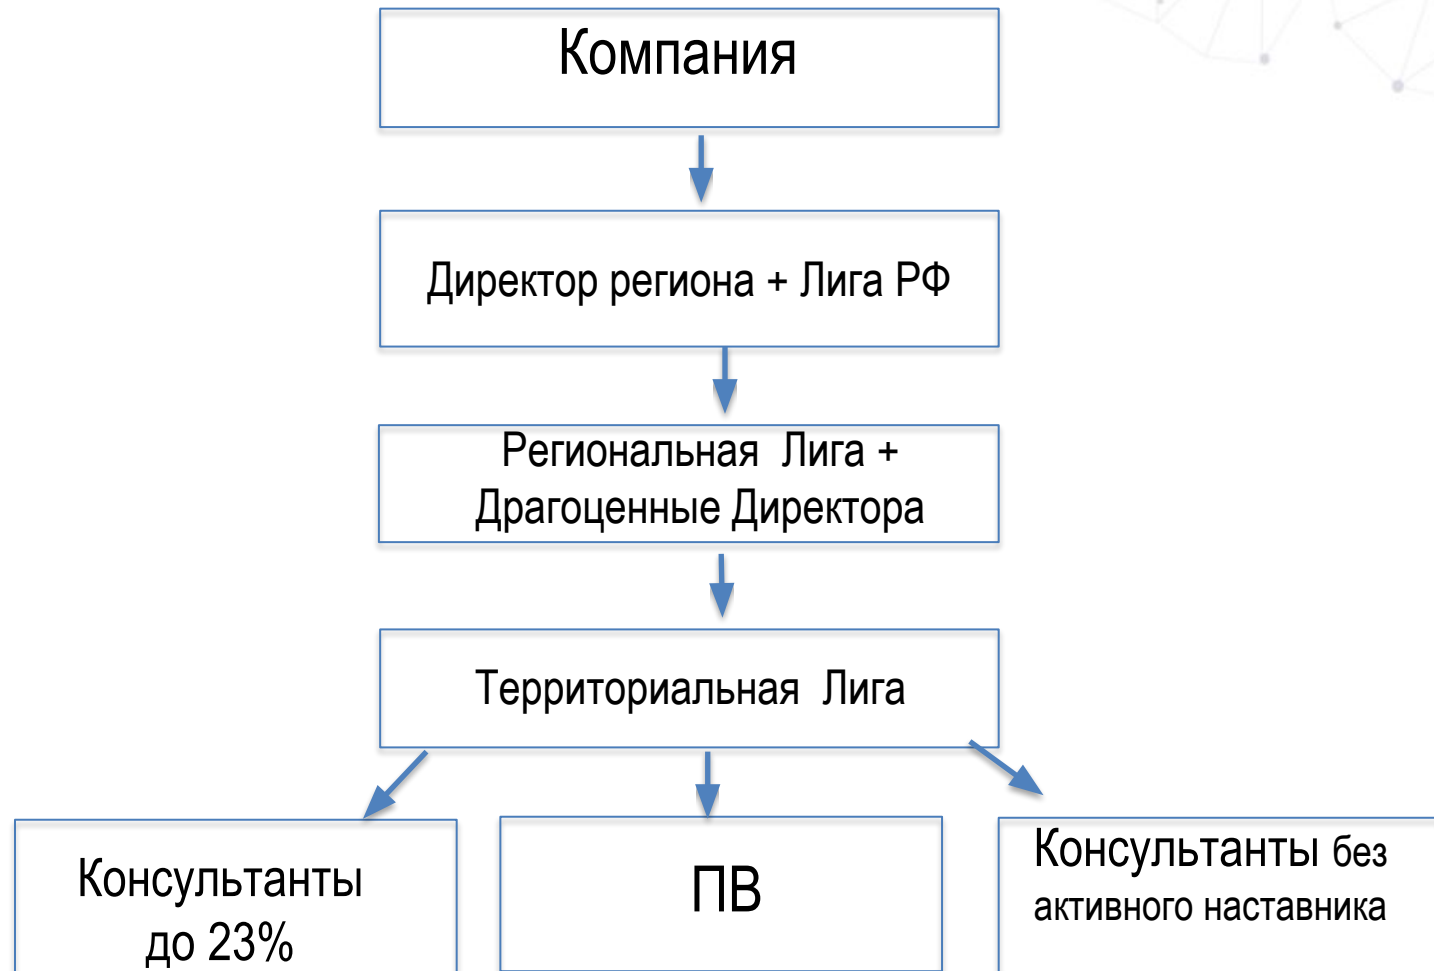 Компания
Директор региона + Лига РФ
Региональная Лига +
Драгоценные Директора
Территориальная Лига
Консультанты
до 23%
ПВ
Консультанты без
активного наставника